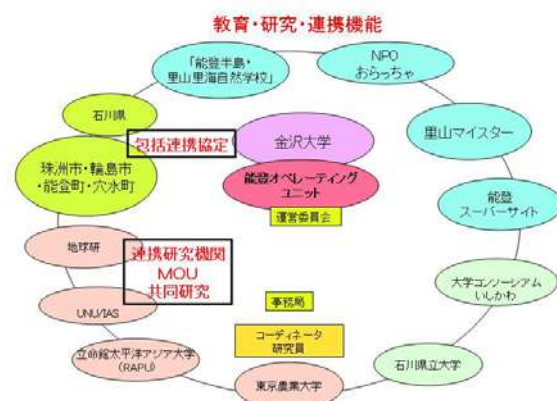 教育・研究・連携機能
「能登半島・
里山里海自然学校」
NPO
おらっちゃ
石川県
包括連携協定
金沢大学
里山マイスター
珠洲市・輪島市
・能登町・穴水町
能登オペレーティング
ユニット
運営委員会
能登
スーパーサイト
地球研
連携研究機関
MOU
共同研究
大学コンソーシアム
いしかわ
UNU/IAS
事務局
コーディネータ
研究員
立命館太平洋アジア大学
(RAPU)
石川県立大学
東京農業大学